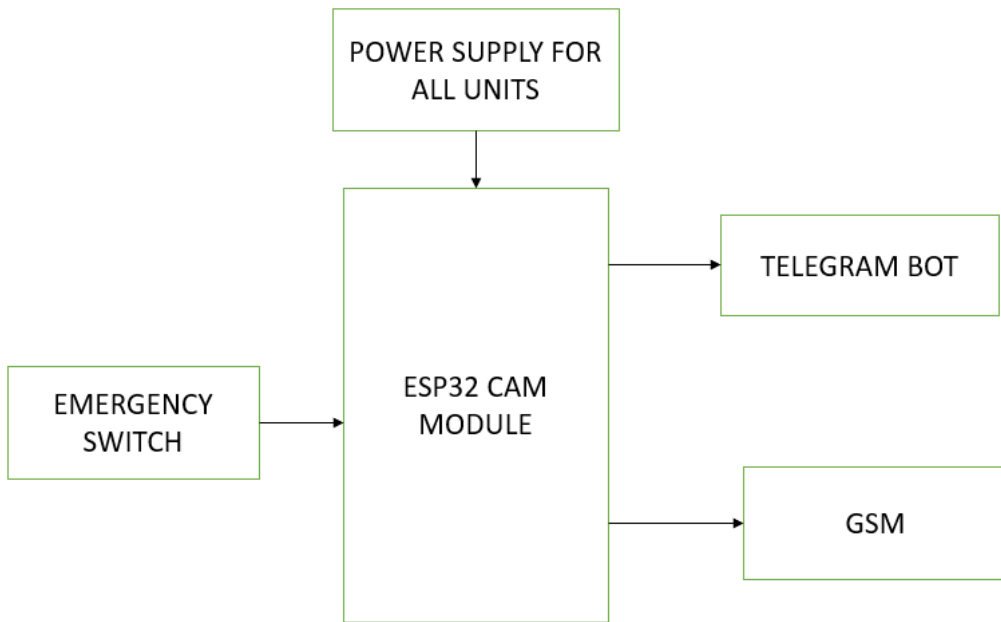 POWER SUPPLY FOR
ALL UNITS
TELEGRAM BOT
ESP32 CAM
MODULE
EMERGENCY
SWITCH
GSM